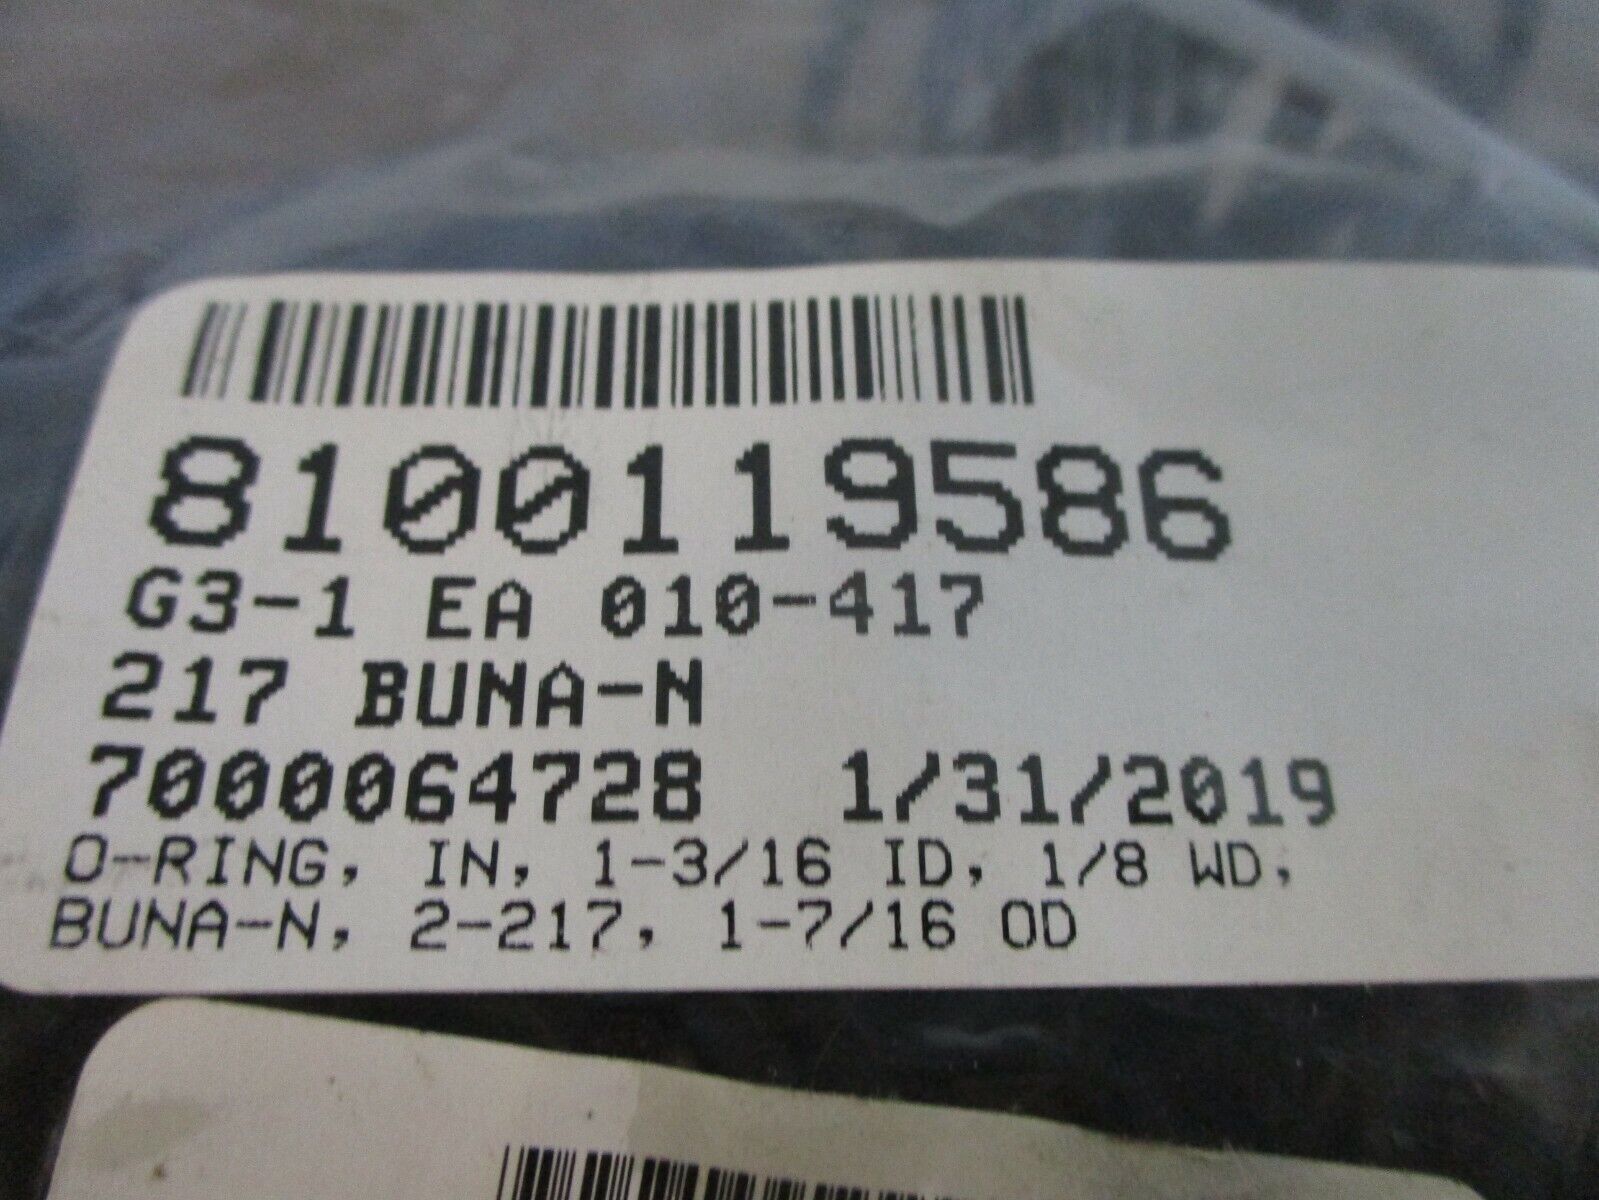 8100119586
G3-1 EA 010-417
217 BUNA-N
7000064728 1/31/2019
O-RING, IN, 1-3/16 ID, 1/8 WD,
BUNA-N, 2-217, 1-7/16 OD